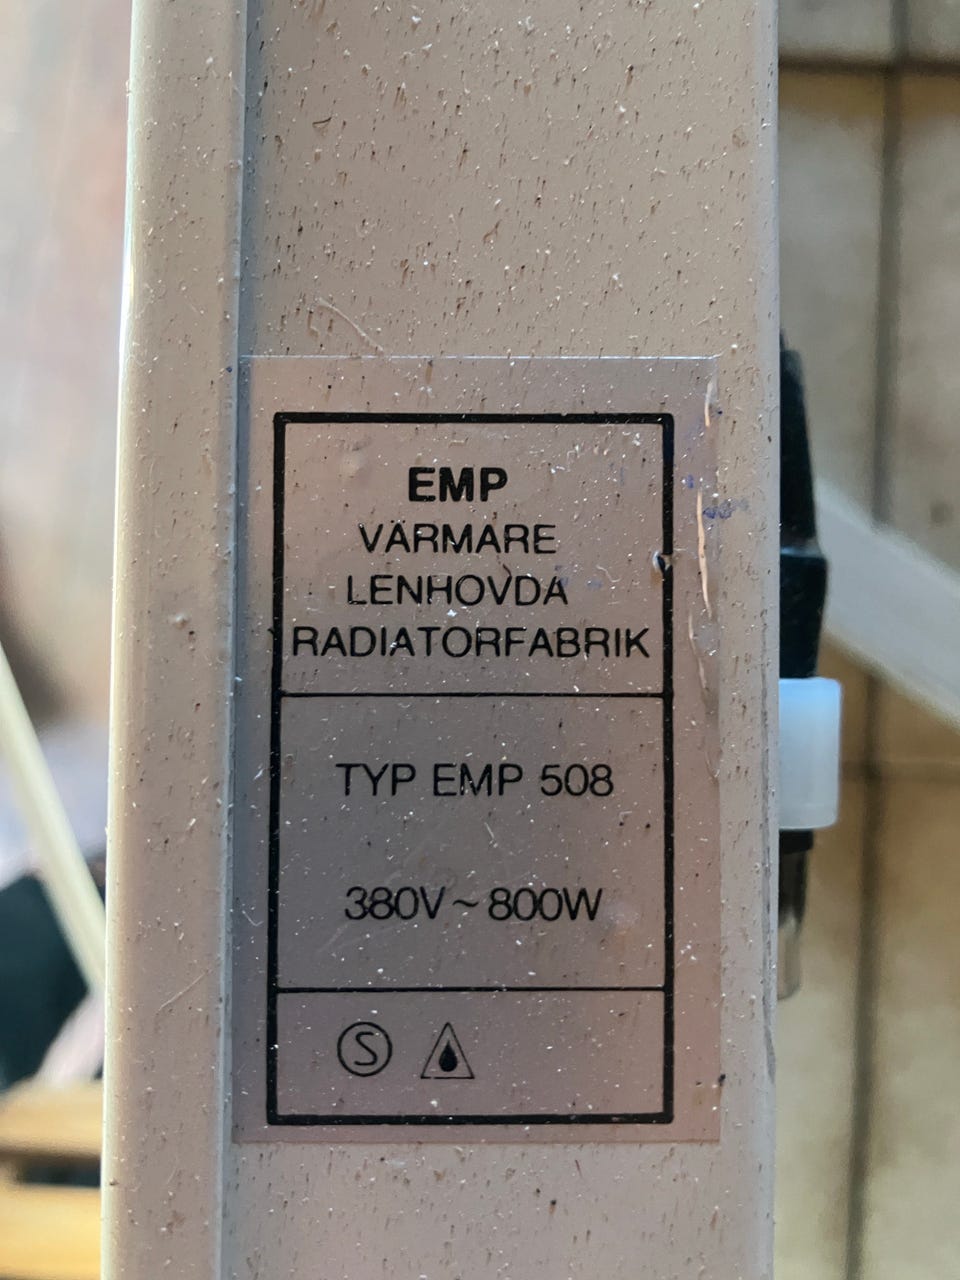 EMP
VÄRMARE
LENHOVDA
RADIATORFABRIK
TYP EMP 508
380V ~ 800W
S